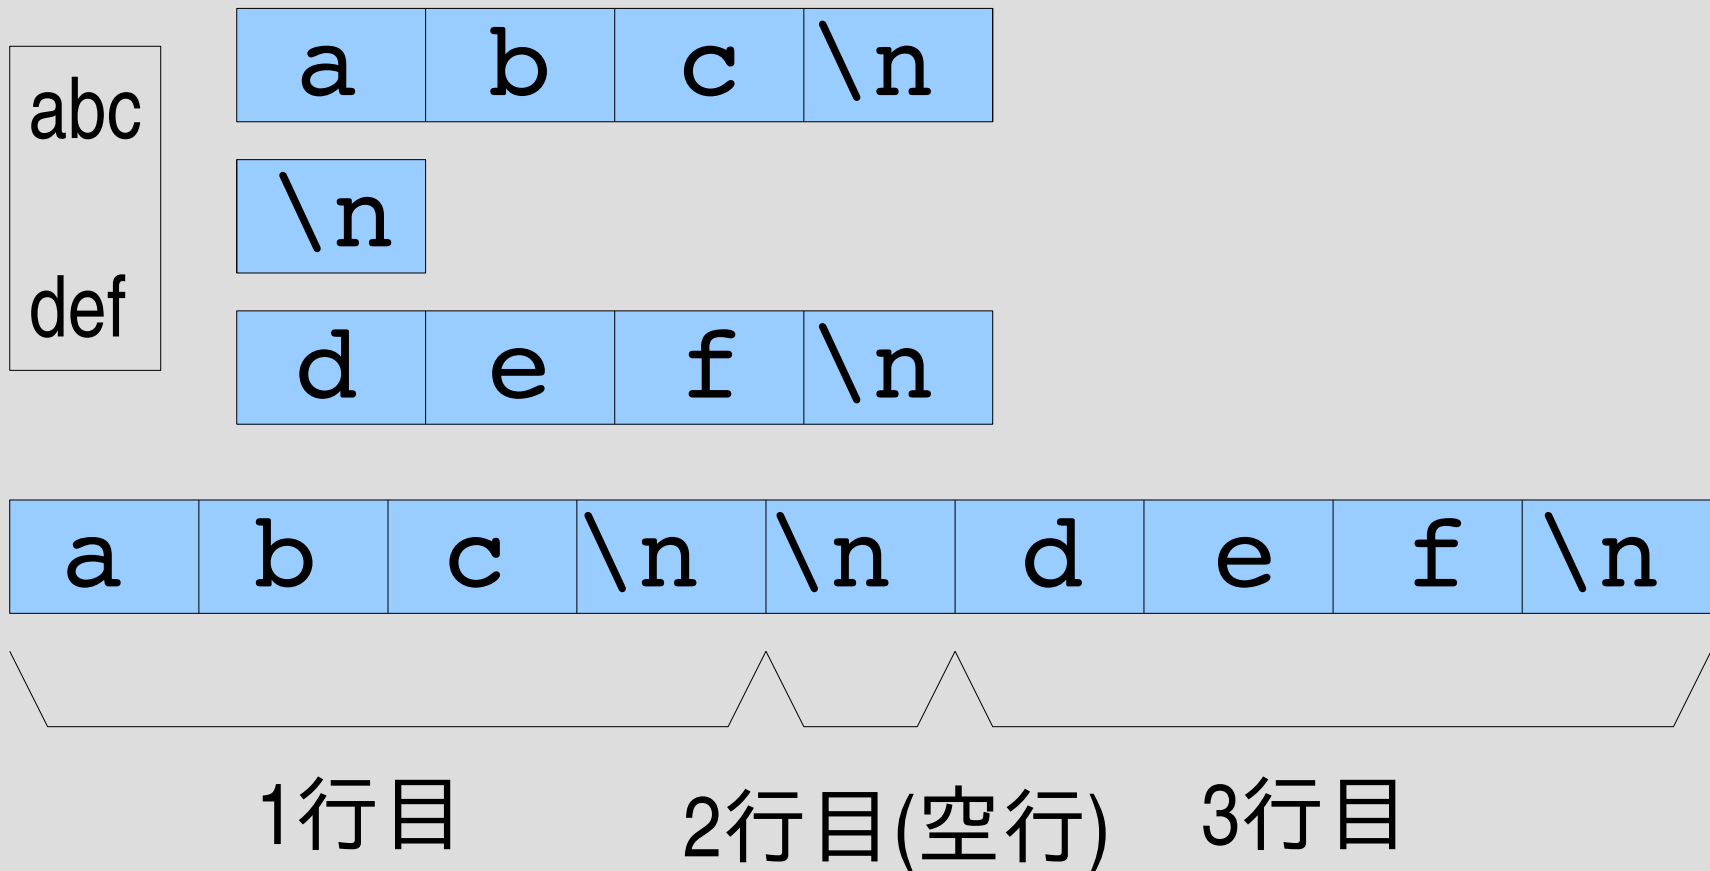 abc
def
a b c \n
\n
d e f \n
a b c \n \n d e f \n
1行目 2行目(空行) 3行目